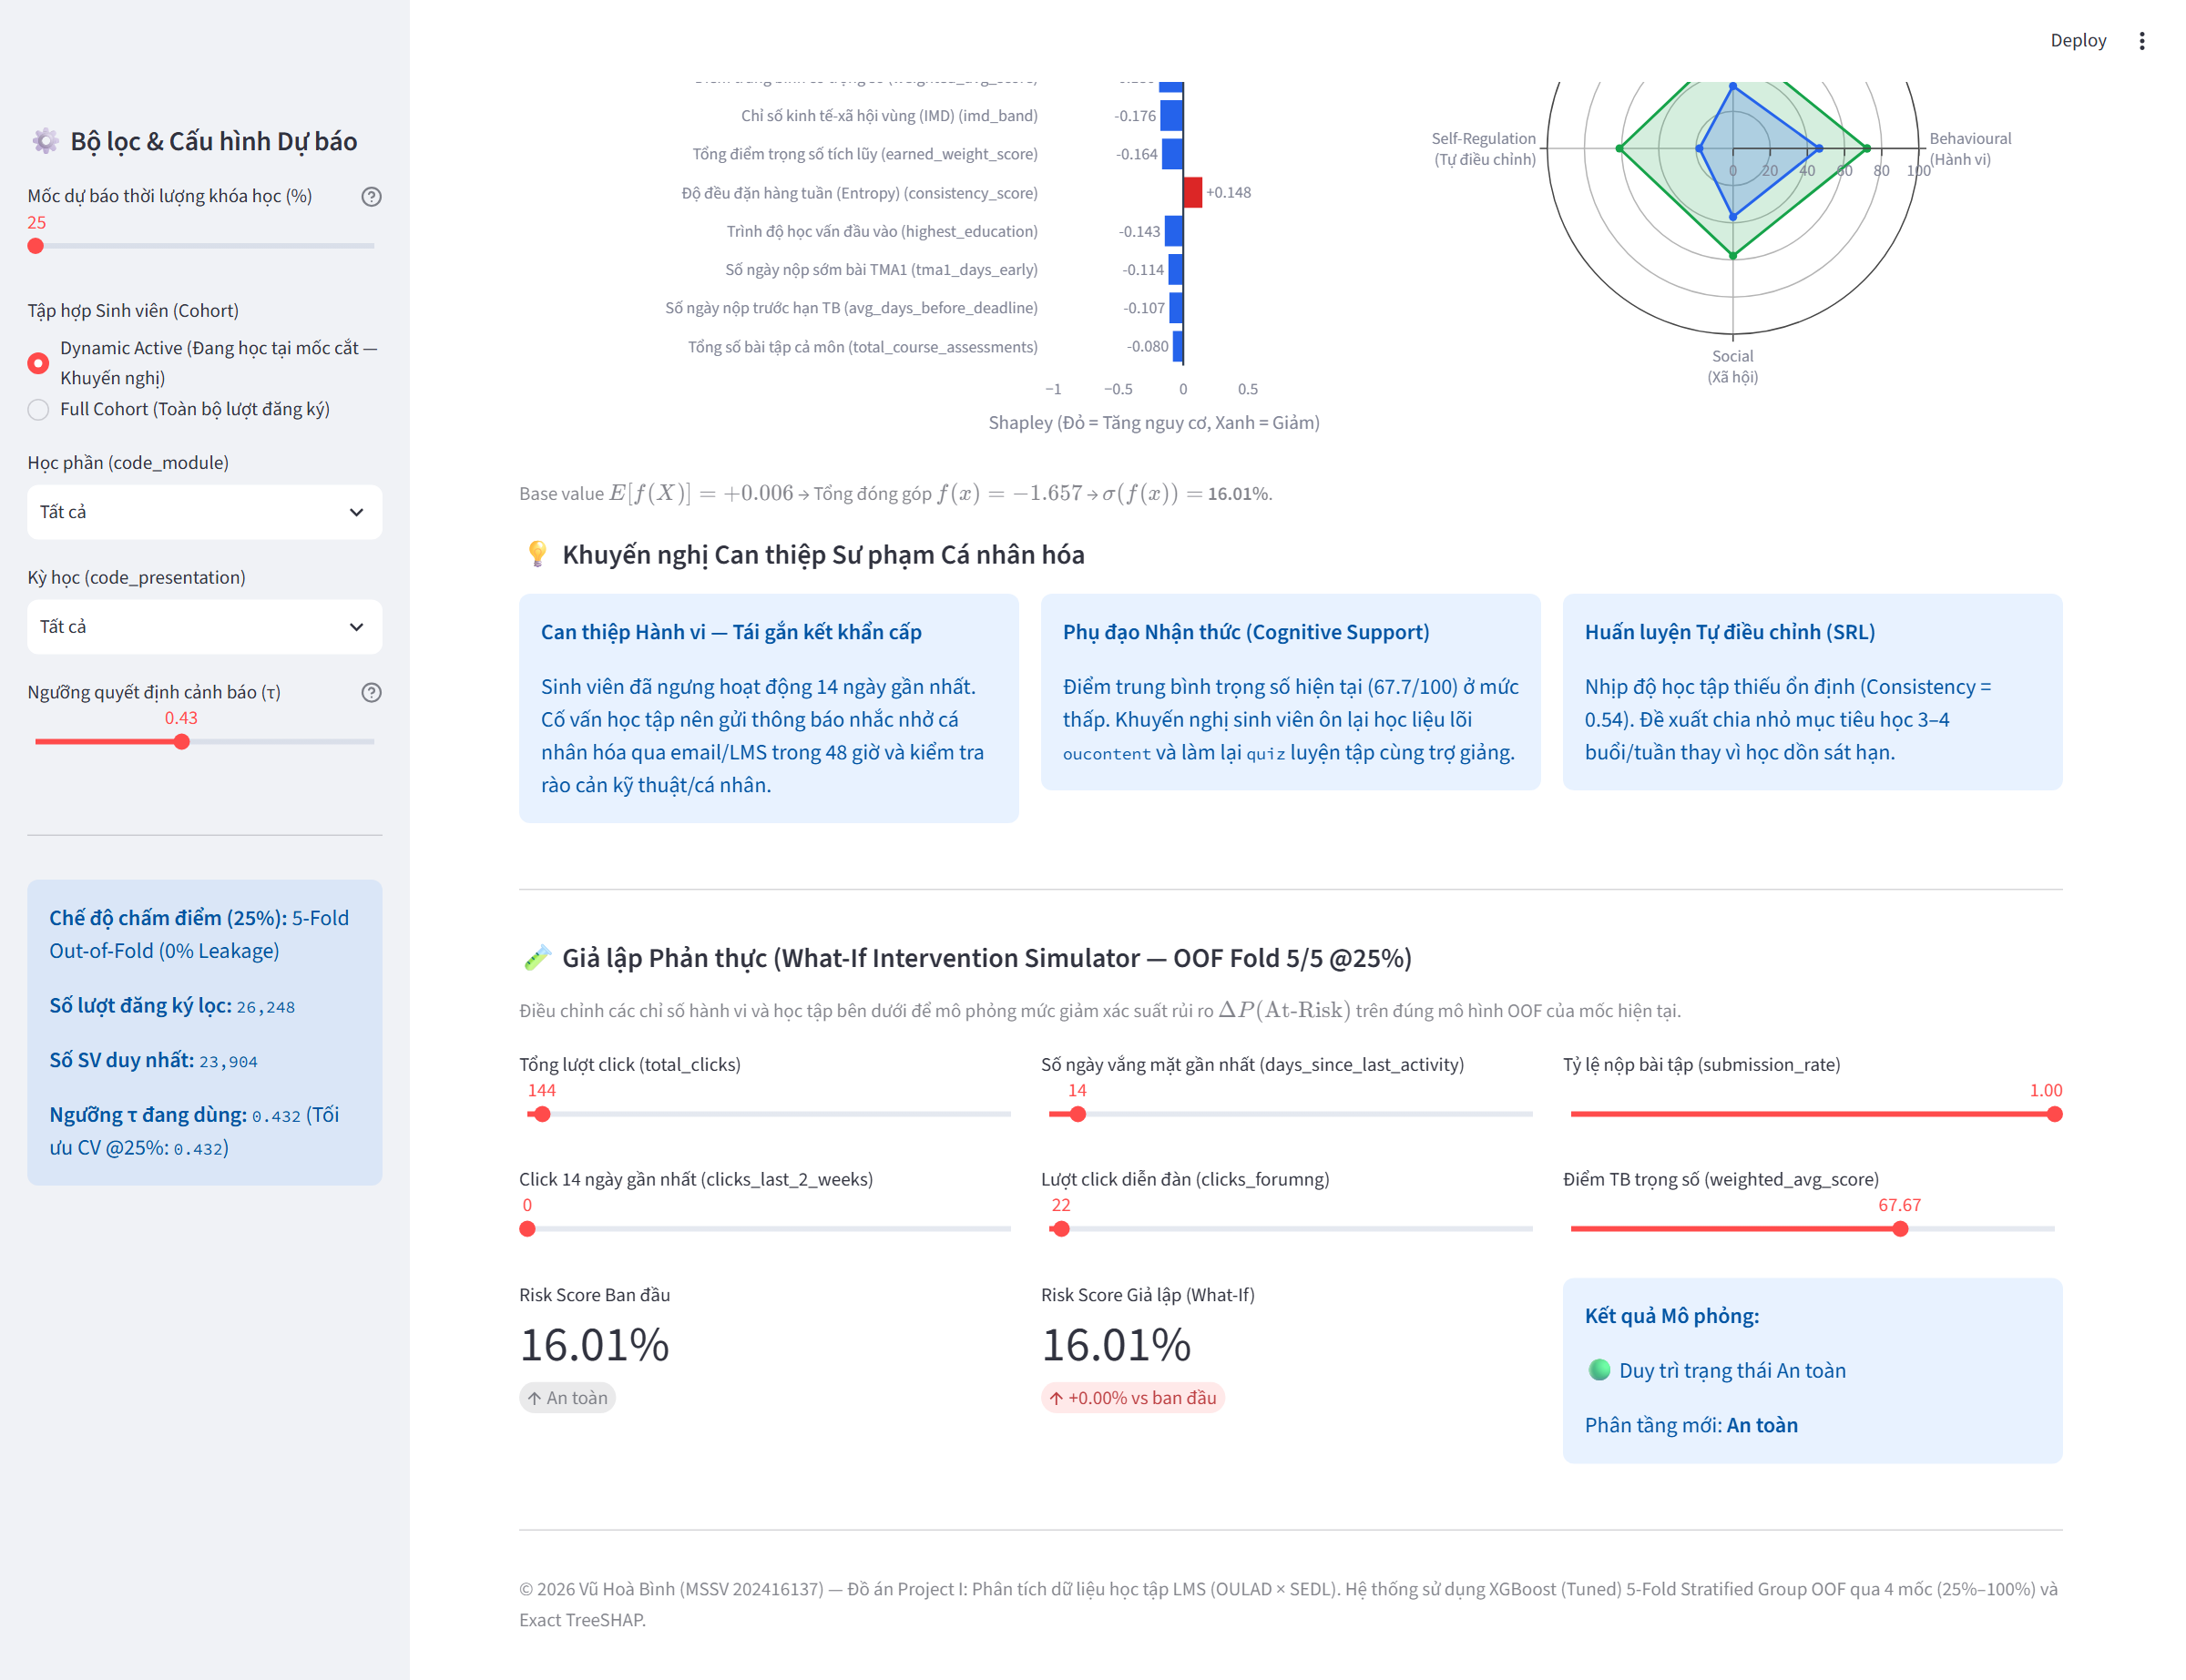 Deploy
Bộ lọc & Cấu hình Dự báo
Mốc dự báo thời lượng khóa học (%)
25
Tập hợp Sinh viên (Cohort)
Dynamic Active (Đang học tại mốc cắt —
Khuyến nghị)
Full Cohort (Toàn bộ lượt đăng ký)
Học phần (code_module)
Tất cả
Kỳ học (code_presentation)
Tất cả
Ngưỡng quyết định cảnh báo (τ)
0.43
Chế độ chấm điểm (25%): 5-Fold
Out-of-Fold (0% Leakage)
Số lượt đăng ký lọc: 26,248
Số SV duy nhất: 23,904
Ngưỡng τ đang dùng: 0.432 (Tối
ưu CV @25%: 0.432)
Chỉ số kinh tế-xã hội vùng (IMD) (imd_band) -0.176
Tổng điểm trọng số tích lũy (earned_weight_score) -0.164
Độ đều đặn hàng tuần (Entropy) (consistency_score) +0.148
Trình độ học vấn đầu vào (highest_education) -0.143
Số ngày nộp sớm bài TMA1 (tma1_days_early) -0.114
Số ngày nộp trước hạn TB (avg_days_before_deadline) -0.107
Tổng số bài tập cả môn (total_course_assessments) -0.080
−1 −0.5 0 0.5
Shapley (Đỏ = Tăng nguy cơ, Xanh = Giảm)
Self-Regulation
(Tự điều chỉnh)
Behavioural
(Hành vi)
0 20 40 60 80 100
Social
(Xã hội)
Base value E[f(X)] = +0.006 → Tổng đóng góp f(x) = −1.657 → σ(f(x)) = 16.01%.
Khuyến nghị Can thiệp Sư phạm Cá nhân hóa
Can thiệp Hành vi — Tái gắn kết khẩn cấp
Sinh viên đã ngưng hoạt động 14 ngày gần nhất.
Cố vấn học tập nên gửi thông báo nhắc nhở cá
nhân hóa qua email/LMS trong 48 giờ và kiểm tra
rào cản kỹ thuật/cá nhân.
Phụ đạo Nhận thức (Cognitive Support)
Điểm trung bình trọng số hiện tại (67.7/100) ở mức
thấp. Khuyến nghị sinh viên ôn lại học liệu lõi
oucontent và làm lại quiz luyện tập cùng trợ giảng.
Huấn luyện Tự điều chỉnh (SRL)
Nhịp độ học tập thiếu ổn định (Consistency =
0.54). Đề xuất chia nhỏ mục tiêu học 3–4
buổi/tuần thay vì học dồn sát hạn.
Giả lập Phản thực (What-If Intervention Simulator — OOF Fold 5/5 @25%)
Điều chỉnh các chỉ số hành vi và học tập bên dưới để mô phỏng mức giảm xác suất rủi ro ΔP(At-Risk) trên đúng mô hình OOF của mốc hiện tại.
Tổng lượt click (total_clicks)
144
Số ngày vắng mặt gần nhất (days_since_last_activity)
14
Tỷ lệ nộp bài tập (submission_rate)
1.00
Click 14 ngày gần nhất (clicks_last_2_weeks)
0
Lượt click diễn đàn (clicks_forumng)
22
Điểm TB trọng số (weighted_avg_score)
67.67
Risk Score Ban đầu
16.01%
↑ An toàn
Risk Score Giả lập (What-If)
16.01%
↑ +0.00% vs ban đầu
Kết quả Mô phỏng:
Duy trì trạng thái An toàn
Phân tầng mới: An toàn
© 2026 Vũ Hoà Bình (MSSV 202416137) — Đồ án Project I: Phân tích dữ liệu học tập LMS (OULAD × SEDL). Hệ thống sử dụng XGBoost (Tuned) 5-Fold Stratified Group OOF qua 4 mốc (25%–100%) và
Exact TreeSHAP.